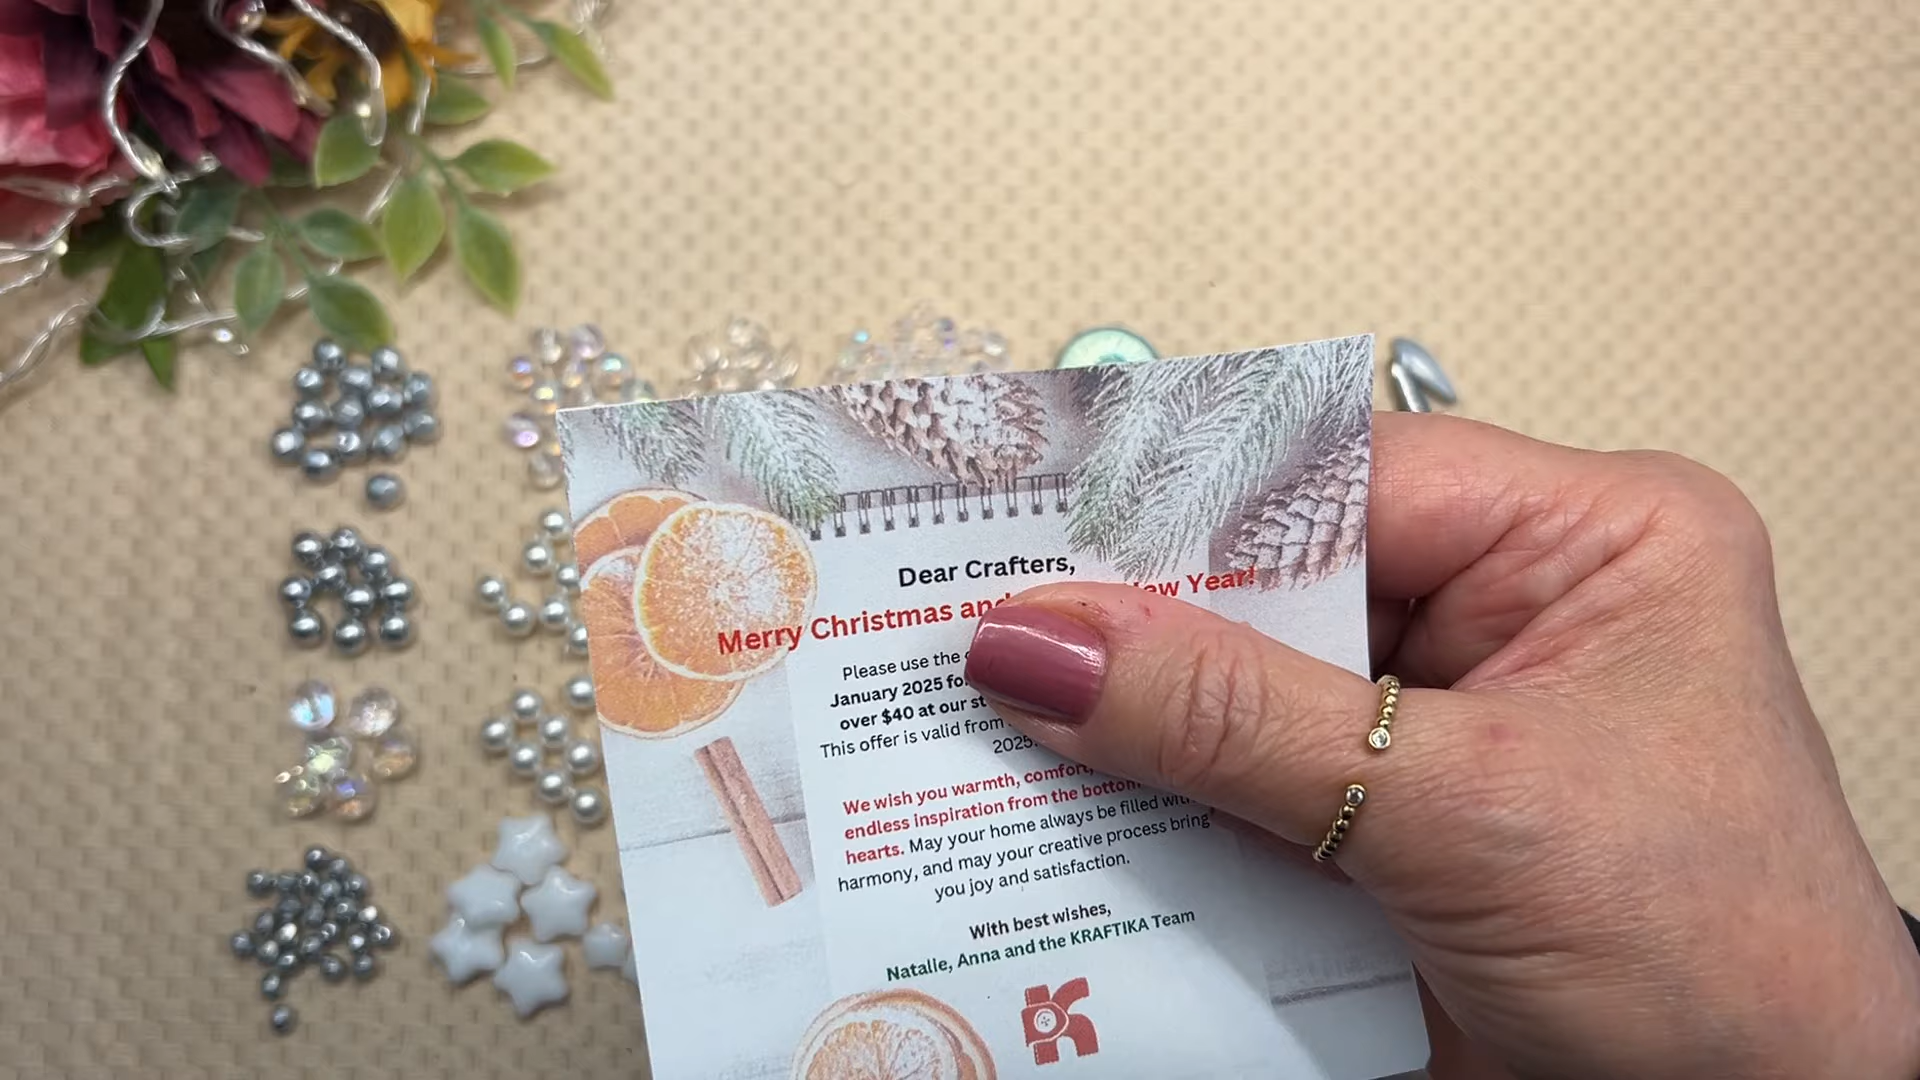 Dear Crafters,
Merry Christmas and New Year!
Please use the
January 2025
over $40 at our
This offer is valid from
2025.
We wish you warmth, comfort,
endless inspiration from the bottom
hearts. May your home always be filled with
harmony, and may your creative process bring
you joy and satisfaction.
With best wishes,
Natalie, Anna and the KRAFTIKA Team
K